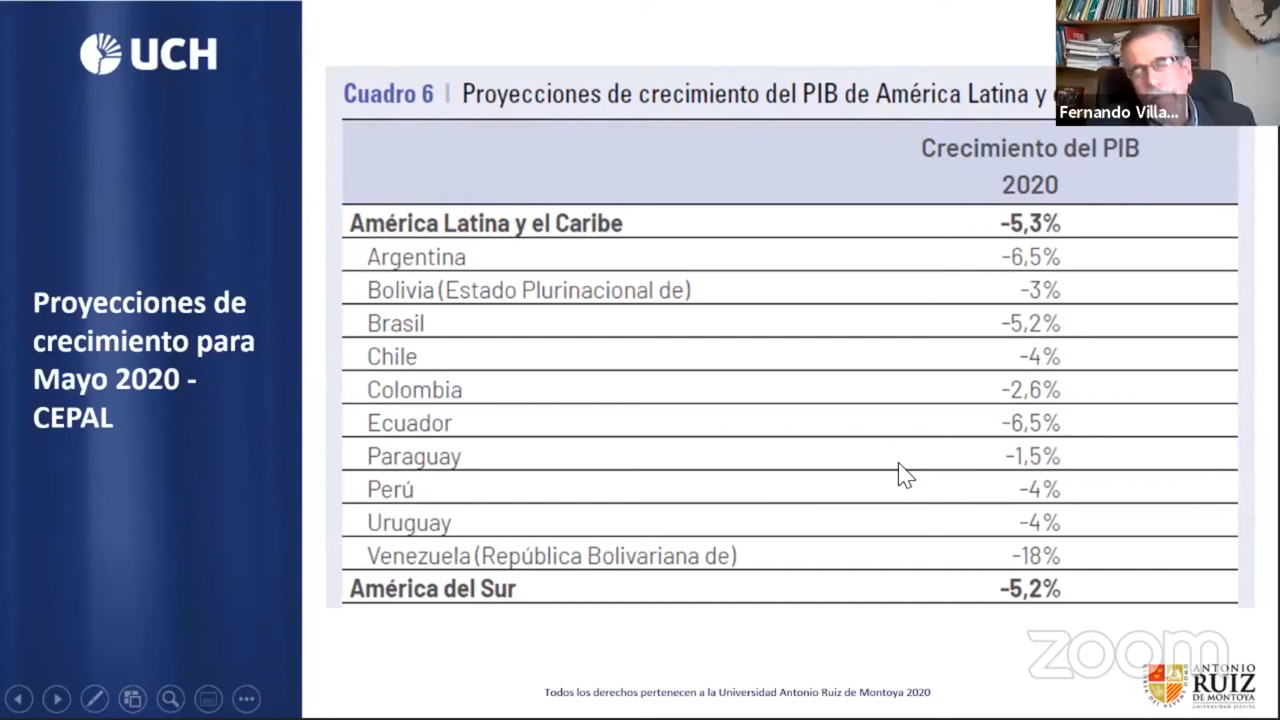 UCH
Proyecciones de
crecimiento para
Mayo 2020 -
CEPAL
Cuadro 6 | Proyecciones de crecimiento del PIB de América Latina y
Fernando Villa...
Crecimiento del PIB
2020
América Latina y el Caribe -5,3%
Argentina -6,5%
Bolivia (Estado Plurinacional de) -3%
Brasil -5,2%
Chile -4%
Colombia -2,6%
Ecuador -6,5%
Paraguay -1,5%
Perú -4%
Uruguay -4%
Venezuela (República Bolivariana de) -18%
América del Sur -5,2%
zoom
Todos los derechos pertenecen a la Universidad Antonio Ruiz de Montoya 2020
ANTONIO
RUIZ
DE MONTOYA
UNIVERSIDAD JESUITA